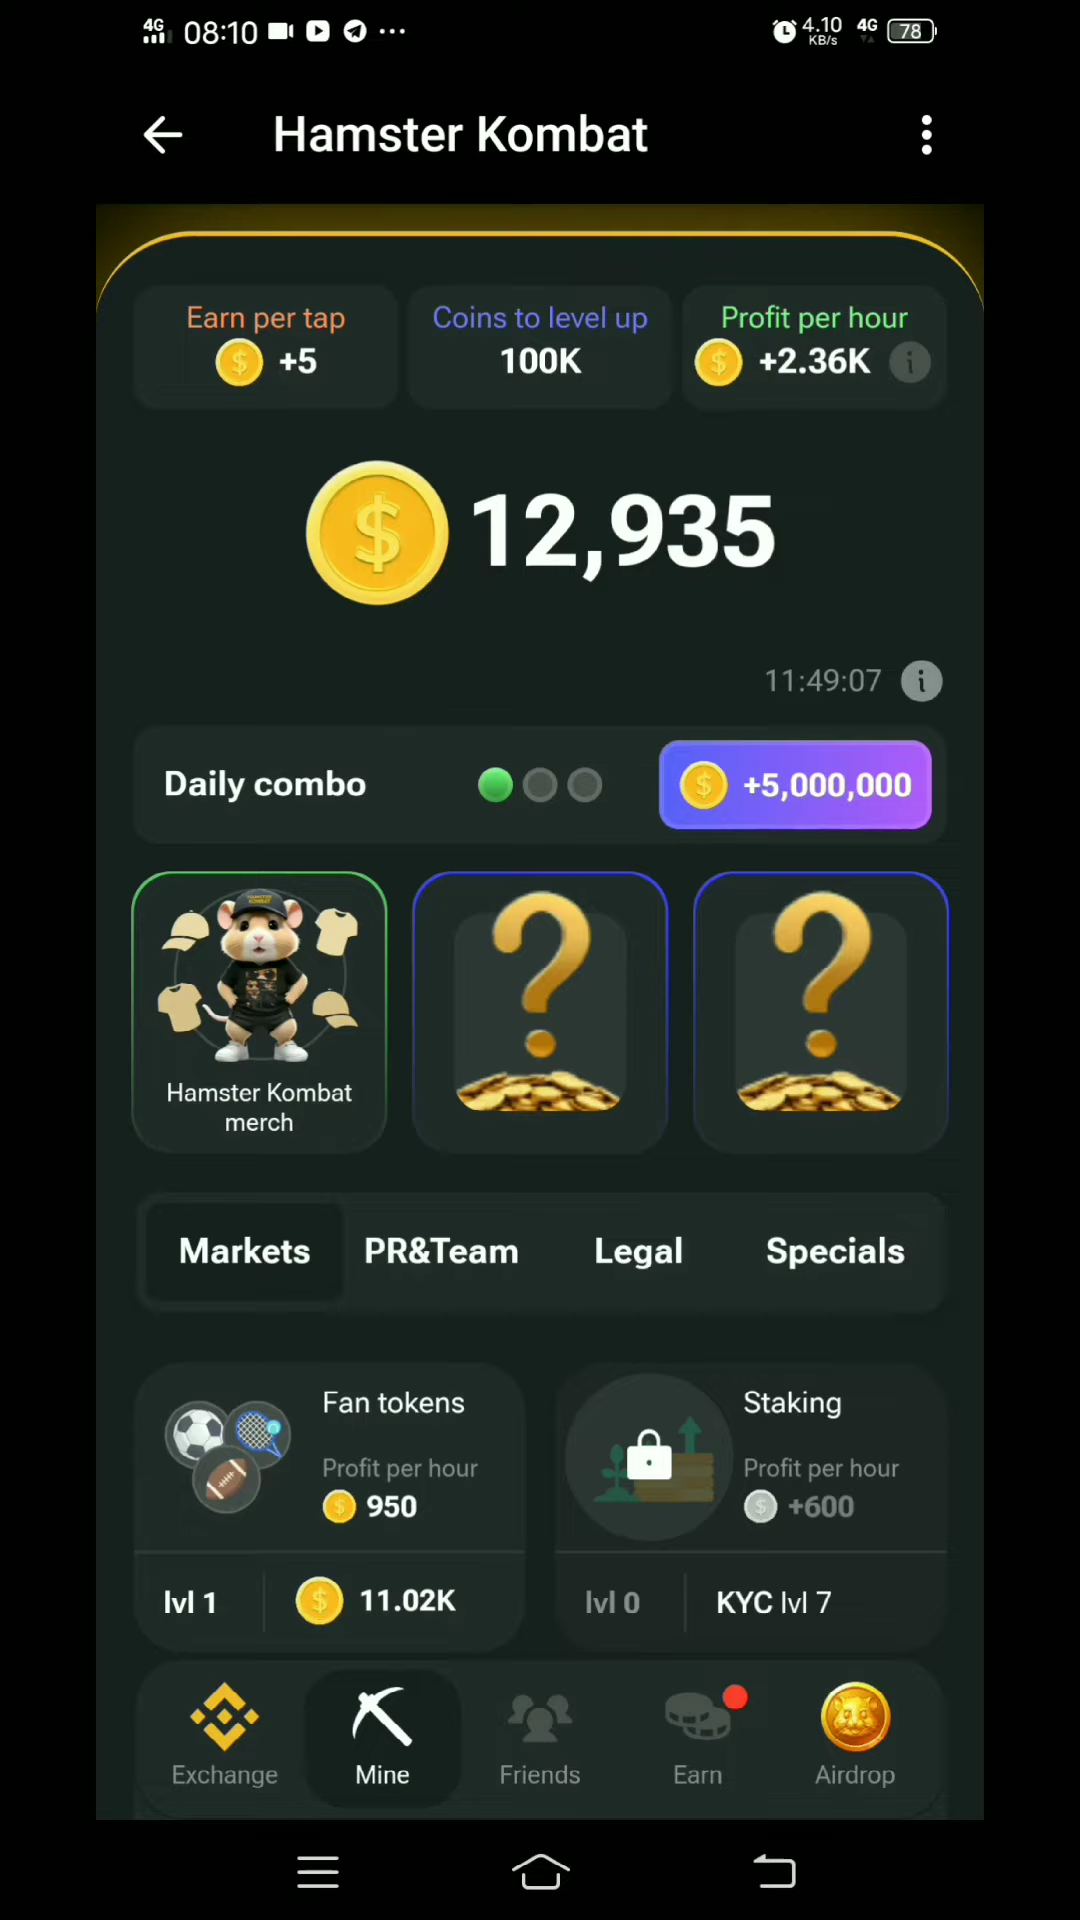 4G 08:10 ... 4.10 KB/s 4G 78
Hamster Kombat
Earn per tap
+5
Coins to level up
100K
Profit per hour
+2.36K
12,935
11:49:07
Daily combo
+5,000,000
Hamster Kombat
merch
Markets PR&Team Legal Specials
Fan tokens
Profit per hour
950
lvl 1 11.02K
Staking
Profit per hour
+600
lvl 0 KYC lvl 7
Exchange Mine Friends Earn Airdrop